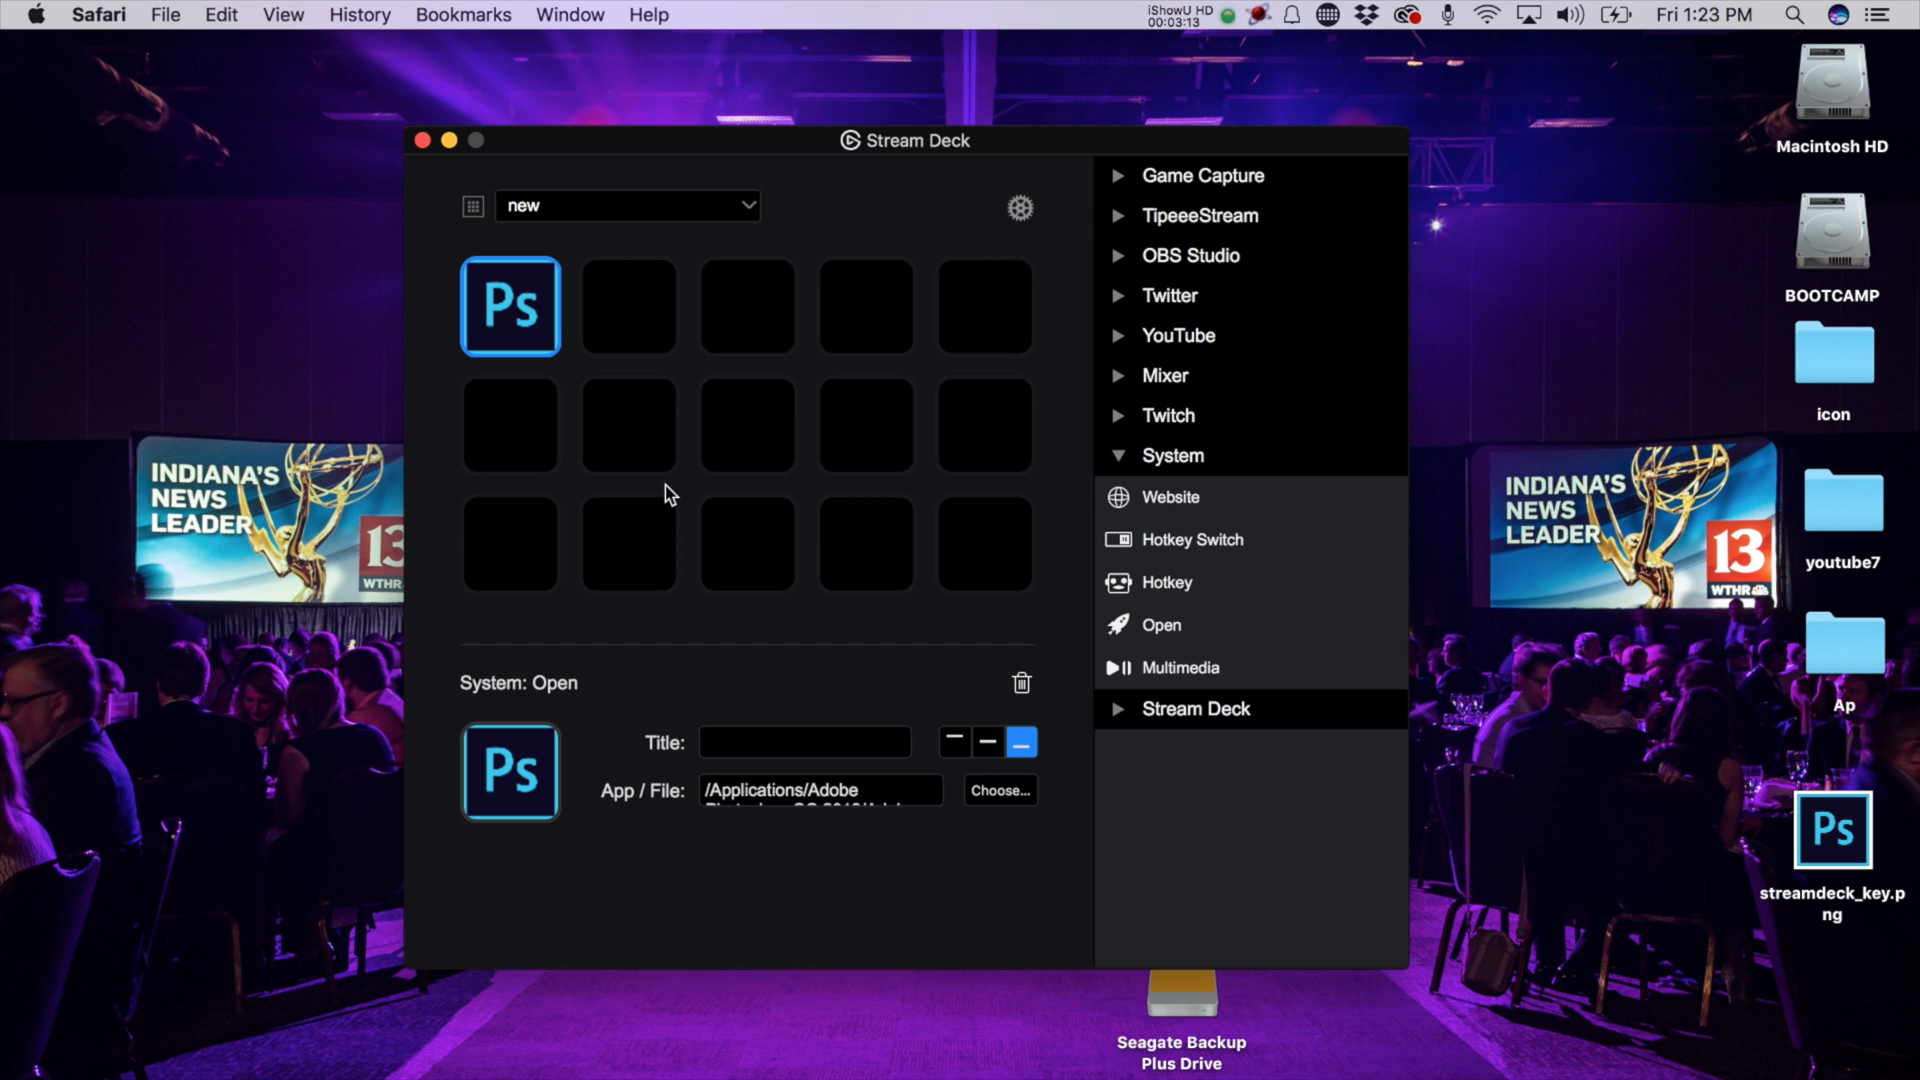 Safari File Edit View History Bookmarks Window Help
iShowU HD
00:03:13
Fri 1:23 PM
Macintosh HD
BOOTCAMP
icon
youtube7
Ap
Ps
streamdeck_key.p
ng
Seagate Backup
Plus Drive
Stream Deck
new
Ps
System: Open
Ps
Title:
App / File:
/Applications/Adobe
Choose...
Game Capture
TipeeeStream
OBS Studio
Twitter
YouTube
Mixer
Twitch
System
Website
Hotkey Switch
Hotkey
Open
Multimedia
Stream Deck
INDIANA'S
NEWS
LEADER
13
WTHR
INDIANA'S
NEWS
LEADER
13
WTHR